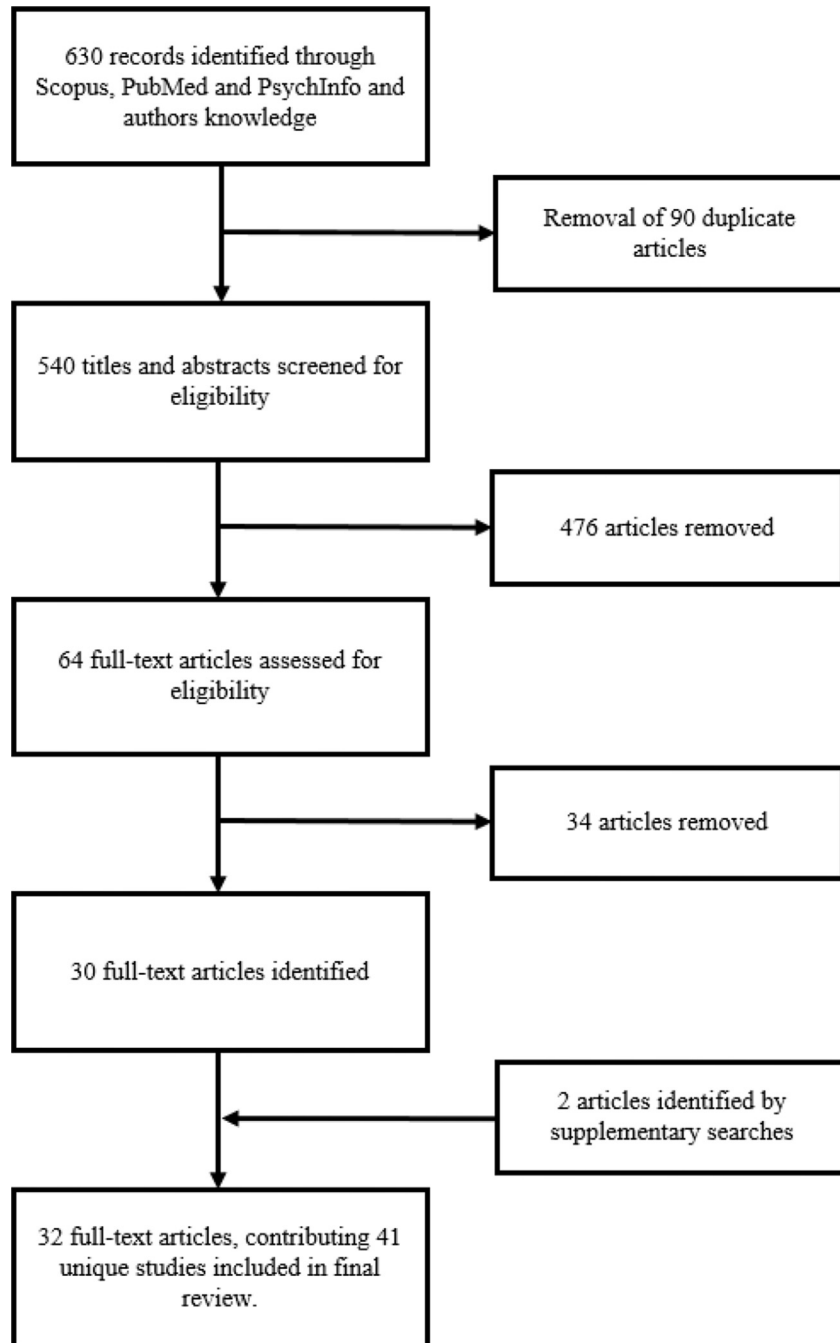 630 records identified through
Scopus, PubMed and PsychInfo and
authors knowledge
Removal of 90 duplicate
articles
540 titles and abstracts screened for
eligibility
476 articles removed
64 full-text articles assessed for
eligibility
34 articles removed
30 full-text articles identified
2 articles identified by
supplementary searches
32 full-text articles, contributing 41
unique studies included in final
review.